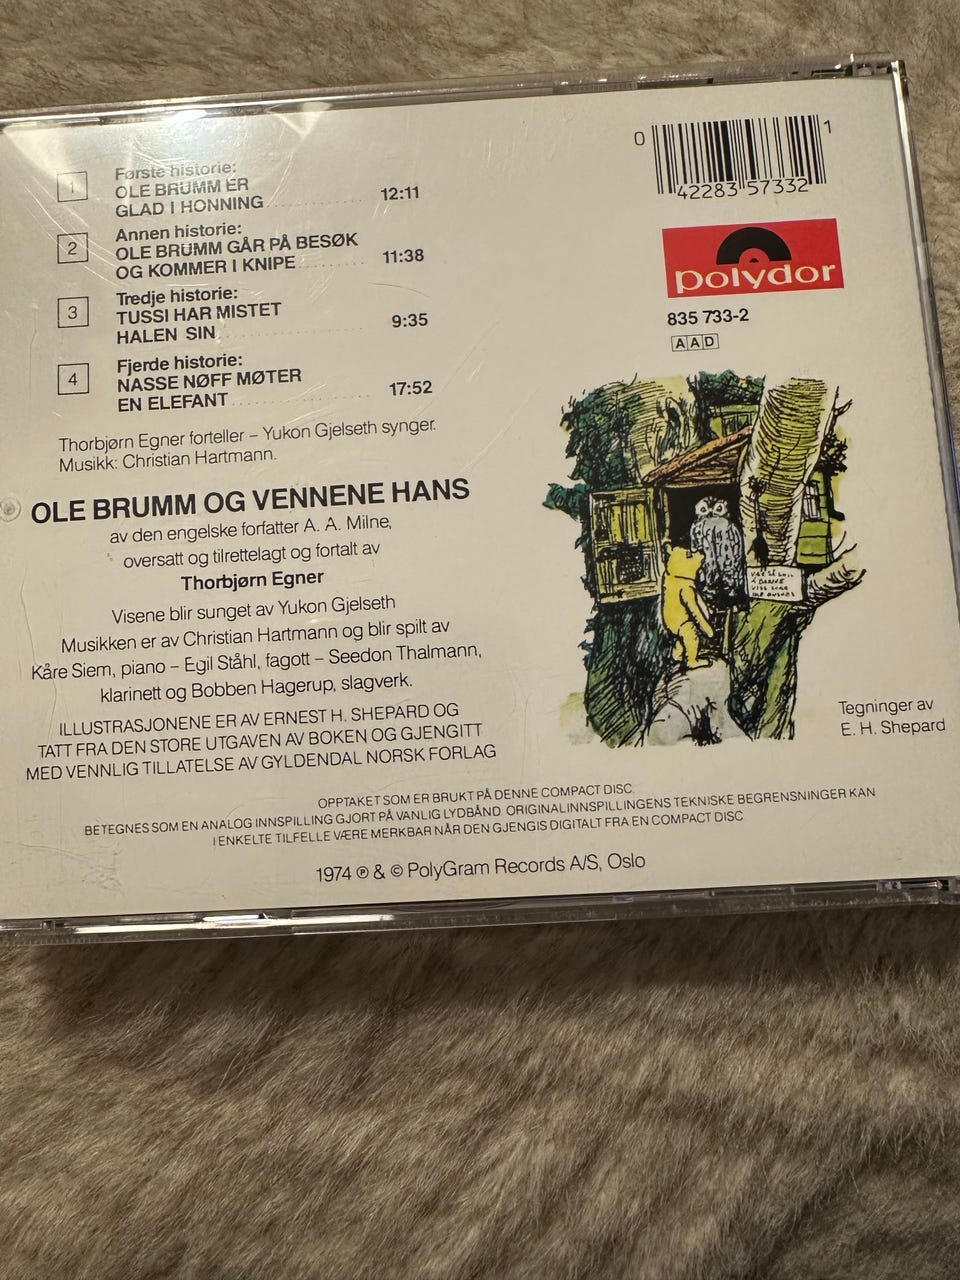 1
Første historie:
OLE BRUMM ER
GLAD I HONNING 12:11
2
Annen historie:
OLE BRUMM GÅR PÅ BESØK
OG KOMMER I KNIPE 11:38
3
Tredje historie:
TUSSI HAR MISTET
HALEN SIN 9:35
4
Fjerde historie:
NASSE NØFF MØTER
EN ELEFANT 17:52
Thorbjørn Egner forteller – Yukon Gjelseth synger.
Musikk: Christian Hartmann.
0 42283 57332 1
polydor
835 733-2
AAD
OLE BRUMM OG VENNENE HANS
av den engelske forfatter A. A. Milne,
oversatt og tilrettelagt og fortalt av
Thorbjørn Egner
Visene blir sunget av Yukon Gjelseth
Musikken er av Christian Hartmann og blir spilt av
Kåre Siem, piano – Egil Ståhl, fagott – Seedon Thalmann,
klarinett og Bobben Hagerup, slagverk.
ILLUSTRASJONENE ER AV ERNEST H. SHEPARD OG
TATT FRA DEN STORE UTGAVEN AV BOKEN OG GJENGITT
MED VENNLIG TILLATELSE AV GYLDENDAL NORSK FORLAG
Tegninger av
E. H. Shepard
OPPTAKET SOM ER BRUKT PÅ DENNE COMPACT DISC.
BETEGNES SOM EN ANALOG INNSPILLING GJORT PÅ VANLIG LYDBÅND. ORIGINALINNSPILLINGENS TEKNISKE BEGRENSNINGER KAN
I ENKELTE TILFELLE VÆRE MERKBAR NÅR DEN GJENGIS DIGITALT FRA EN COMPACT DISC
1974 ℗ & © PolyGram Records A/S, Oslo